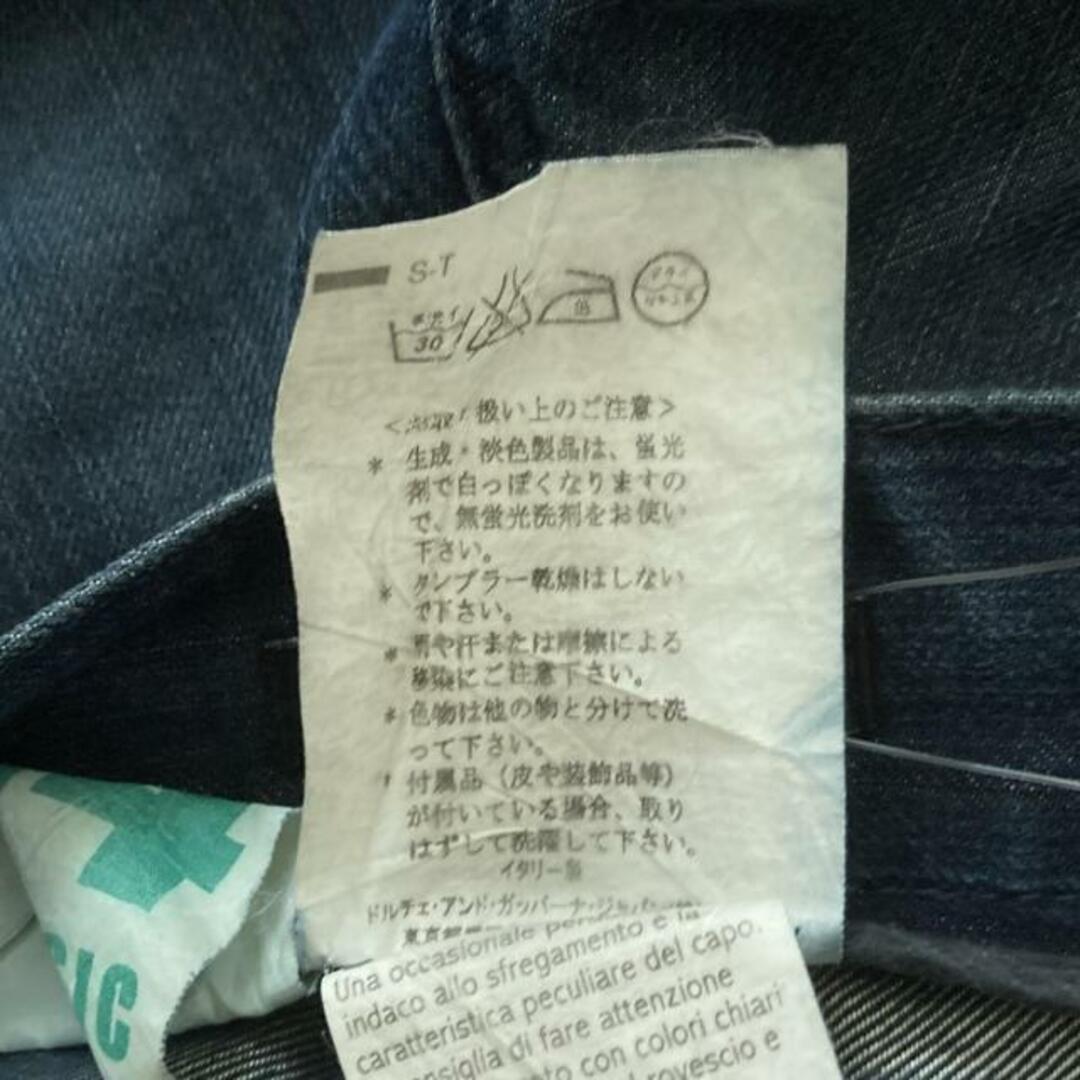 S-T
30
扱い上のご注意>
* 生成・淡色製品は、蛍光
剤で白っぽくなりますの
で、無蛍光洗剤をお使い
下さい。
* タンブラー乾燥はしない
で下さい。
* 雨や汗または摩擦による
移染にご注意下さい。
* 色物は他の物と分けて洗
って下さい。
* 付属品(皮や装飾品等)
が付いている場合、取り
はずして洗濯して下さい。
イタリー製
ドルチェ・アンド・ガッバーナ・ジャパン
東京都
Una occasionale
indaco allo sfregamento e la
caratteristica peculiare del capo.
di fare attenzione
con colori chiari
rovescio e
IC